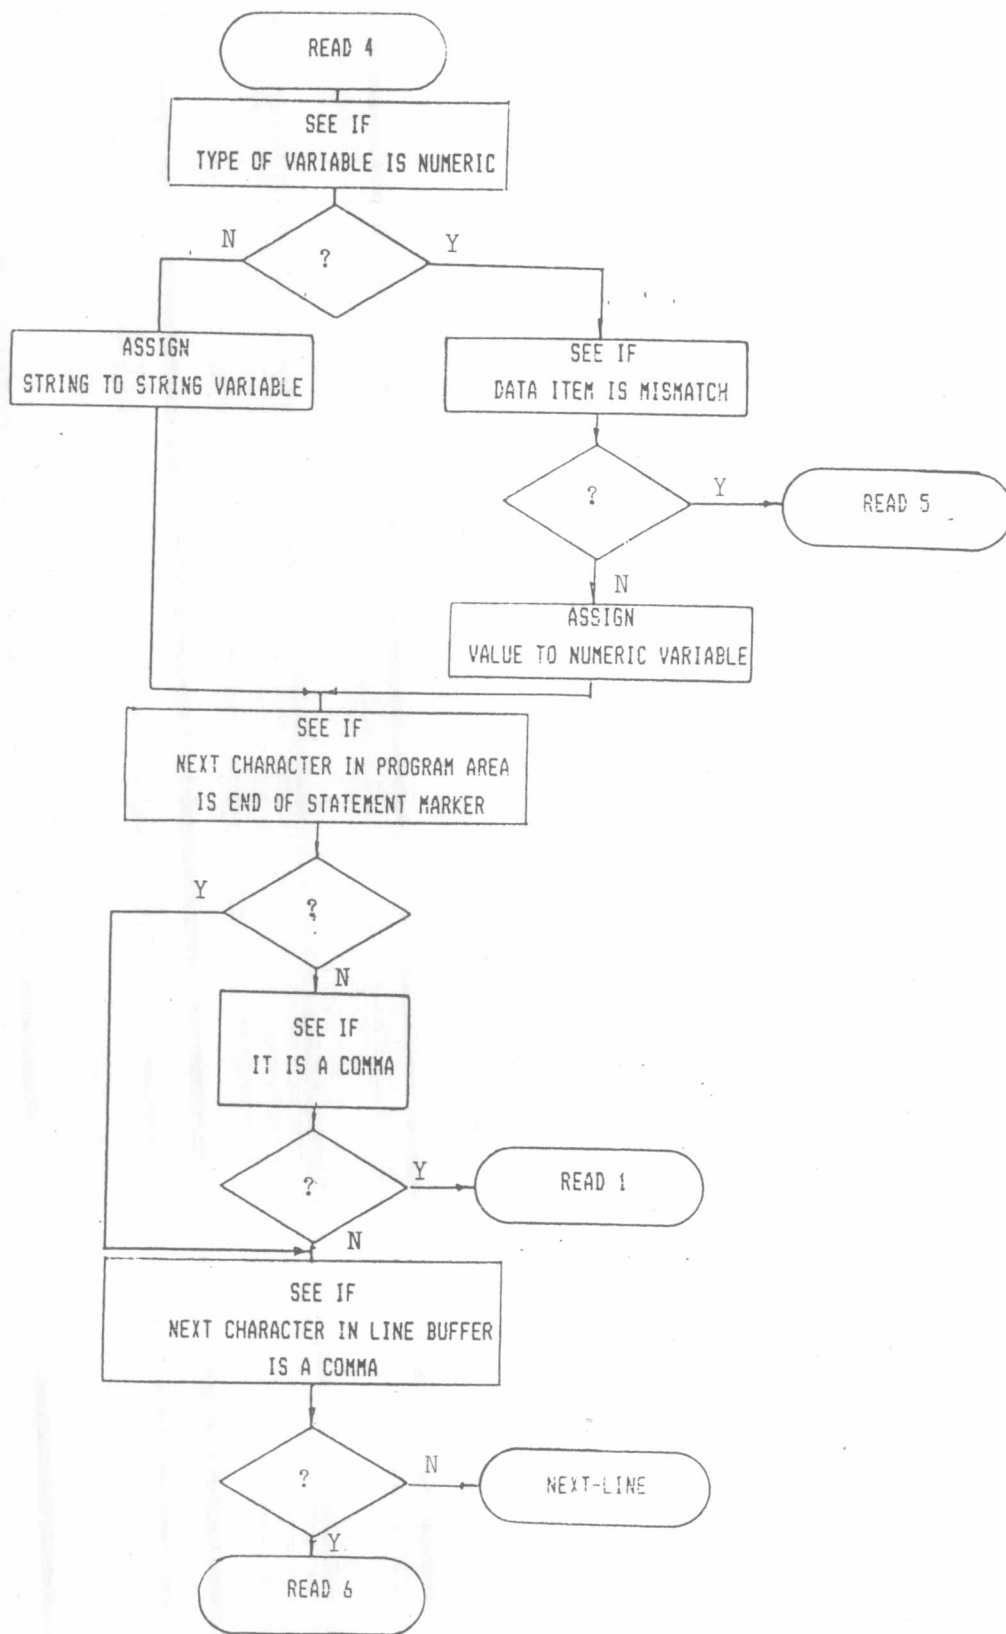 READ 4
SEE IF
TYPE OF VARIABLE IS NUMERIC
N
?
Y
ASSIGN
STRING TO STRING VARIABLE
SEE IF
DATA ITEM IS MISMATCH
?
Y
READ 5
N
ASSIGN
VALUE TO NUMERIC VARIABLE
SEE IF
NEXT CHARACTER IN PROGRAM AREA
IS END OF STATEMENT MARKER
Y
?
N
SEE IF
IT IS A COMMA
?
Y
READ 1
N
SEE IF
NEXT CHARACTER IN LINE BUFFER
IS A COMMA
?
N
NEXT-LINE
Y
READ 6